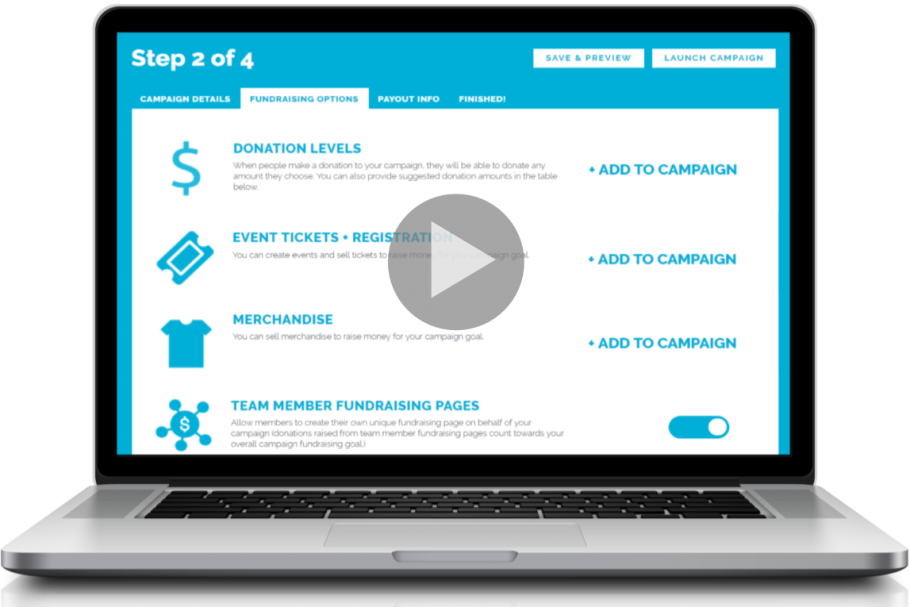 Step 2 of 4
SAVE & PREVIEW
LAUNCH CAMPAIGN
CAMPAIGN DETAILS
FUNDRAISING OPTIONS
PAYOUT INFO
FINISHED!
$
DONATION LEVELS
When people make a donation to your campaign, they will be able to donate any
amount they choose. You can also provide suggested donation amounts in the table
below.
+ ADD TO CAMPAIGN
EVENT TICKETS + REGISTRATION
You can create events and sell tickets to raise money for your campaign goal.
+ ADD TO CAMPAIGN
MERCHANDISE
You can sell merchandise to raise money for your campaign goal.
+ ADD TO CAMPAIGN
$
TEAM MEMBER FUNDRAISING PAGES
Allow members to create their own unique fundraising page on behalf of your
campaign (donations raised from team member fundraising pages count towards your
overall campaign fundraising goal.)